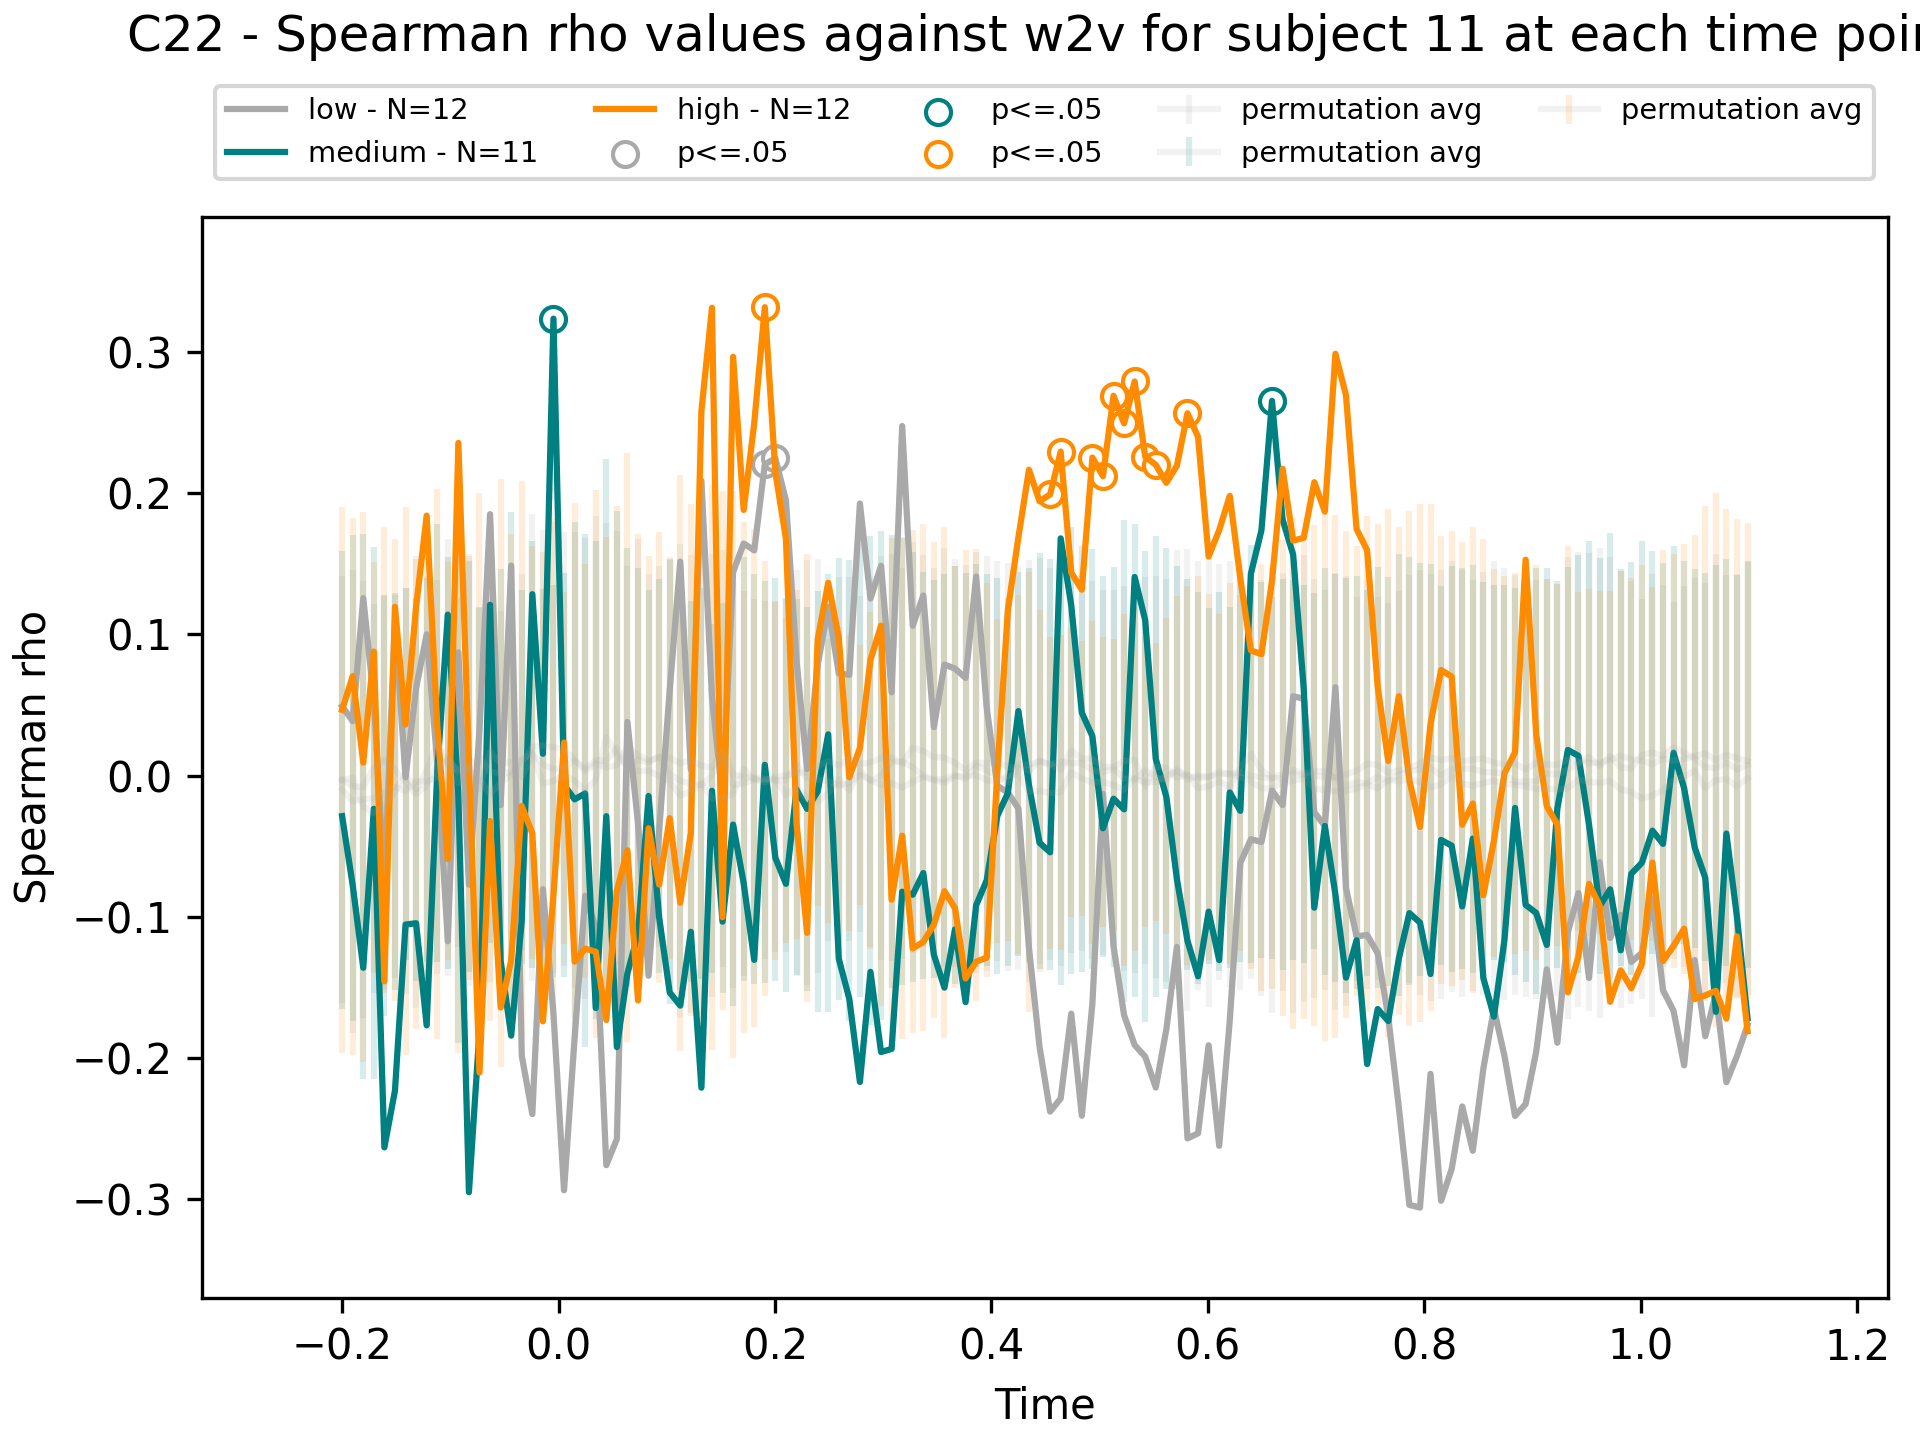 C22 - Spearman rho values against w2v for subject 11 at each time poi
low - N=12 high - N=12 p<=.05 permutation avg permutation avg
medium - N=11 p<=.05 p<=.05 permutation avg
Spearman rho
0.3
0.2
0.1
0.0
−0.1
−0.2
−0.3
−0.2 0.0 0.2 0.4 0.6 0.8 1.0 1.2
Time